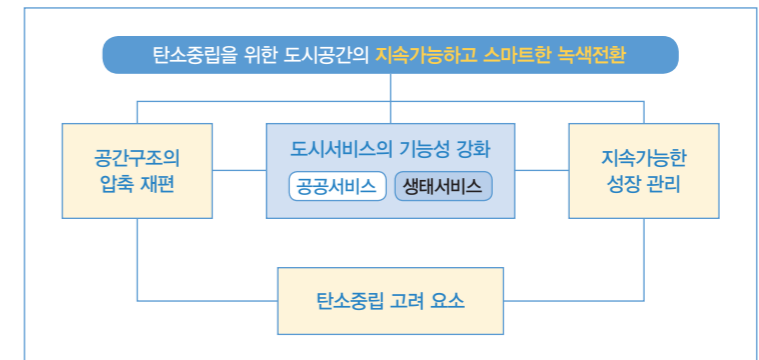 탄소중립을 위한 도시공간의 지속가능하고 스마트한 녹색전환
공간구조의
압축 재편
도시서비스의 기능성 강화
공공서비스 생태서비스
지속가능한
성장 관리
탄소중립 고려 요소